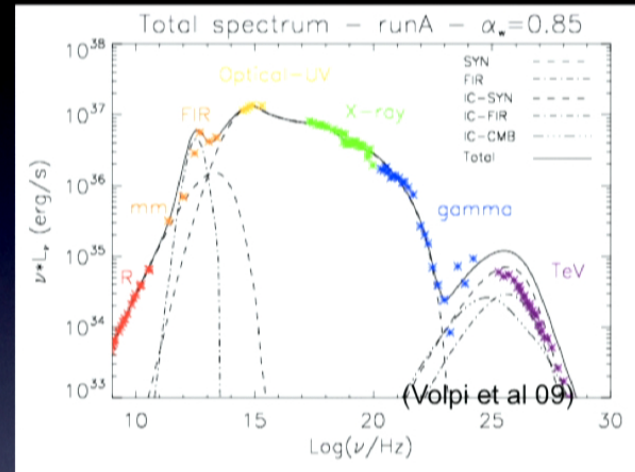 Total spectrum - runA - α_w=0.85
10^38
10^37
10^36
10^35
10^34
10^33
ν*L_ν (erg/s)
Optical-UV
FIR
X-ray
mm
gamma
R
TeV
SYN
FIR
IC-SYN
IC-FIR
IC-CMB
Total
(Volpi et al 09)
10 15 20 25 30
Log(ν/Hz)